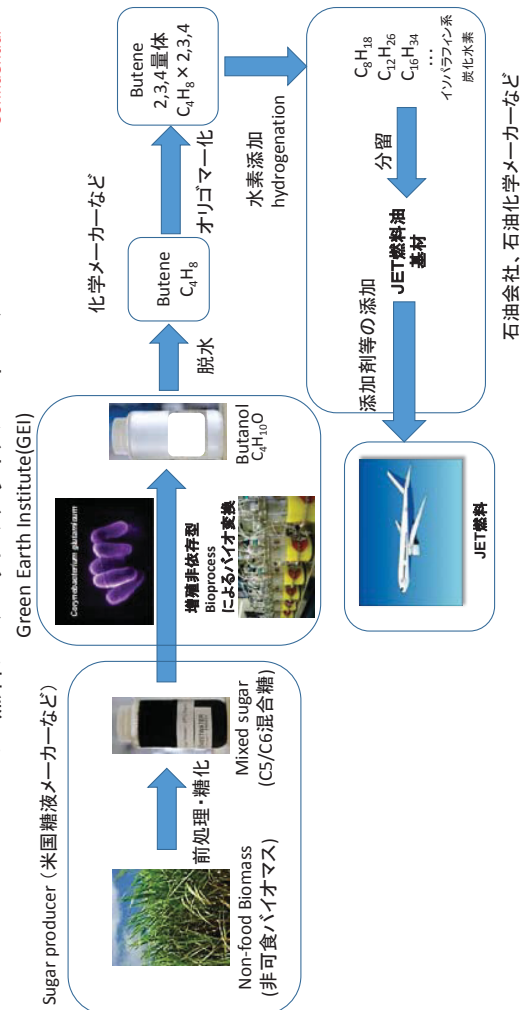 Green Earth Institute(GEI)
Sugar producer（米国糖液メーカーなど）
Non-food Biomass
(非可食バイオマス)
前処理・糖化
Mixed sugar
(C5/C6混合糖)
Corynebacterium glutamicum
増殖非依存型
Bioprocess
によるバイオ変換
Butanol
C₄H₁₀O
脱水
化学メーカーなど
Butene
C₄H₈
オリゴマー化
Butene
2,3,4量体
C₄H₈×2,3,4
水素添加
hydrogenation
C₈H₁₈
C₁₂H₂₆
C₁₆H₃₄
…
イソパラフィン系
炭化水素
分留
JET燃料油
基材
添加剤等の添加
JET燃料
石油会社、石油化学メーカーなど